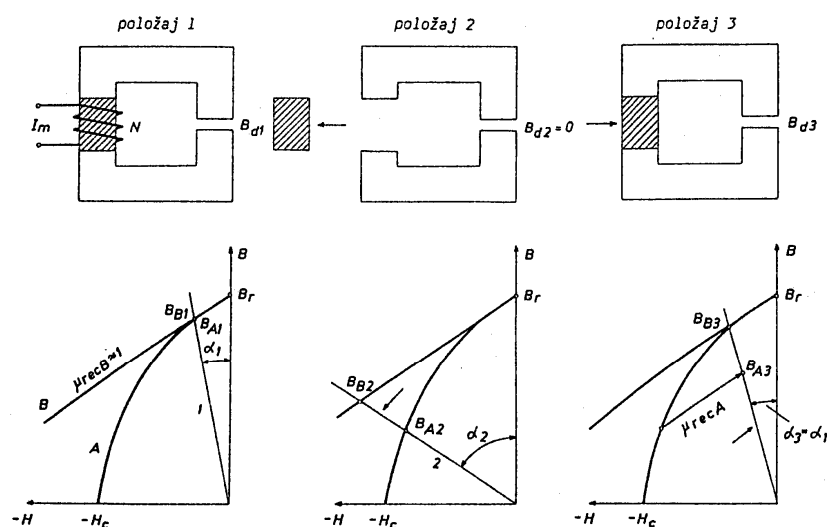 položaj 1
položaj 2
položaj 3
Im
N
Bd1
Bd2=0
Bd3
B
Br
BB1
BA1
α1
μrecB≈1
B
A
1
-H
-Hc
B
Br
BB2
BA2
α2
2
-H
-Hc
B
Br
BB3
BA3
μrecA
α3=α1
-H
-Hc